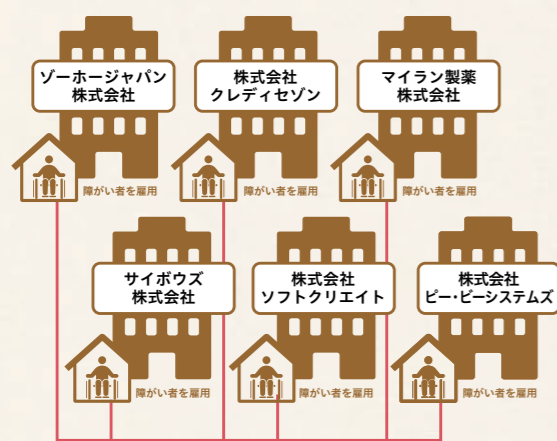 ゾーホージャパン
株式会社
株式会社
クレディセゾン
マイラン製薬
株式会社
障がい者を雇用
障がい者を雇用
障がい者を雇用
サイボウズ
株式会社
株式会社
ソフトクリエイト
株式会社
ピー・ビーシステムズ
障がい者を雇用
障がい者を雇用
障がい者を雇用